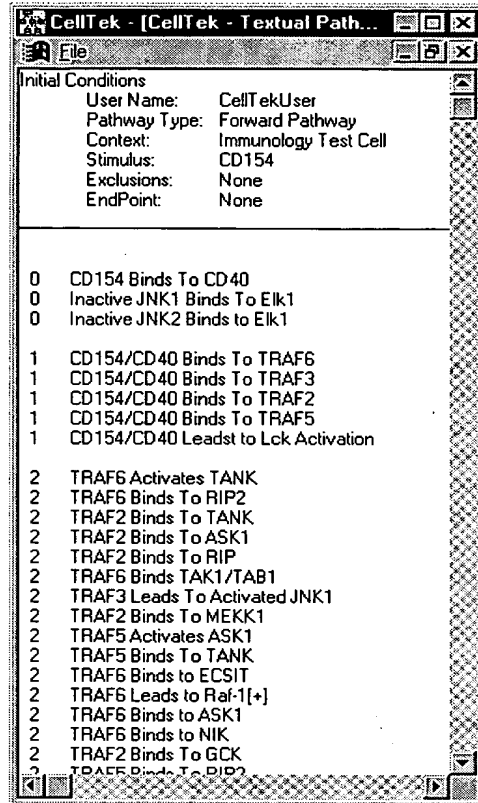 CellTek - [CellTek - Textual Path...
File
Initial Conditions
User Name: CellTekUser
Pathway Type: Forward Pathway
Context: Immunology Test Cell
Stimulus: CD154
Exclusions: None
EndPoint: None
0 CD154 Binds To CD40
0 Inactive JNK1 Binds To Elk1
0 Inactive JNK2 Binds to Elk1
1 CD154/CD40 Binds To TRAF6
1 CD154/CD40 Binds To TRAF3
1 CD154/CD40 Binds To TRAF2
1 CD154/CD40 Binds To TRAF5
1 CD154/CD40 Leadst to Lck Activation
2 TRAF6 Activates TANK
2 TRAF6 Binds To RIP2
2 TRAF2 Binds To TANK
2 TRAF2 Binds To ASK1
2 TRAF2 Binds To RIP
2 TRAF6 Binds TAK1/TAB1
2 TRAF3 Leads To Activated JNK1
2 TRAF2 Binds To MEKK1
2 TRAF5 Activates ASK1
2 TRAF5 Binds To TANK
2 TRAF6 Binds to ECSIT
2 TRAF6 Leads to Raf-1[+]
2 TRAF6 Binds to ASK1
2 TRAF6 Binds to NIK
2 TRAF2 Binds To GCK
2 TRAF5 Binds To RIP2